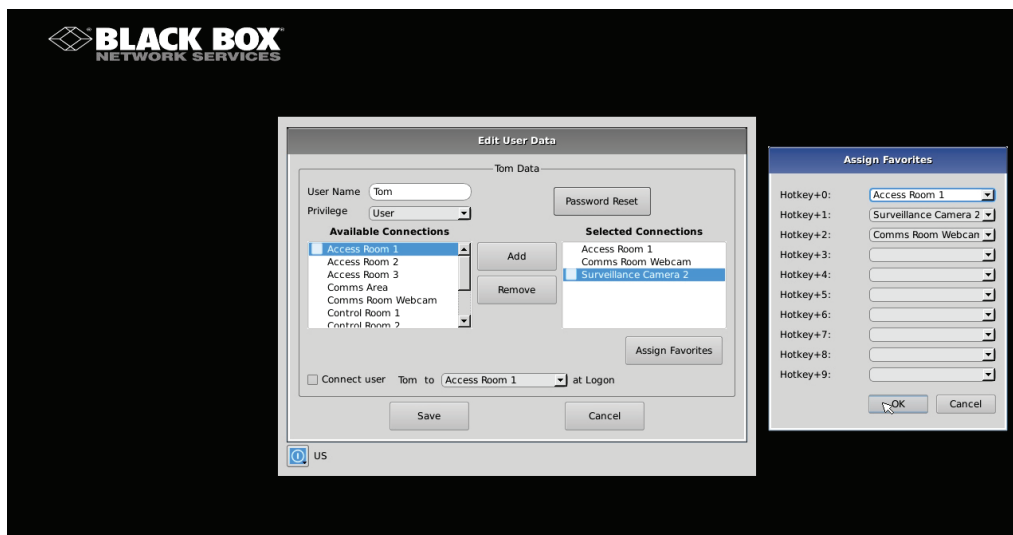 BLACK BOX
NETWORK SERVICES
Edit User Data
Tom Data
User Name Tom
Privilege User
Password Reset
Available Connections
Access Room 1
Access Room 2
Access Room 3
Comms Area
Comms Room Webcam
Control Room 1
Control Room 2
Add
Remove
Selected Connections
Access Room 1
Comms Room Webcam
Surveillance Camera 2
Assign Favorites
Connect user Tom to Access Room 1 at Logon
Save Cancel
US
Assign Favorites
Hotkey+0: Access Room 1
Hotkey+1: Surveillance Camera 2
Hotkey+2: Comms Room Webcan
Hotkey+3:
Hotkey+4:
Hotkey+5:
Hotkey+6:
Hotkey+7:
Hotkey+8:
Hotkey+9:
OK Cancel